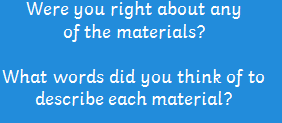 Were you right about any
of the materials?
What words did you think of to
describe each material?